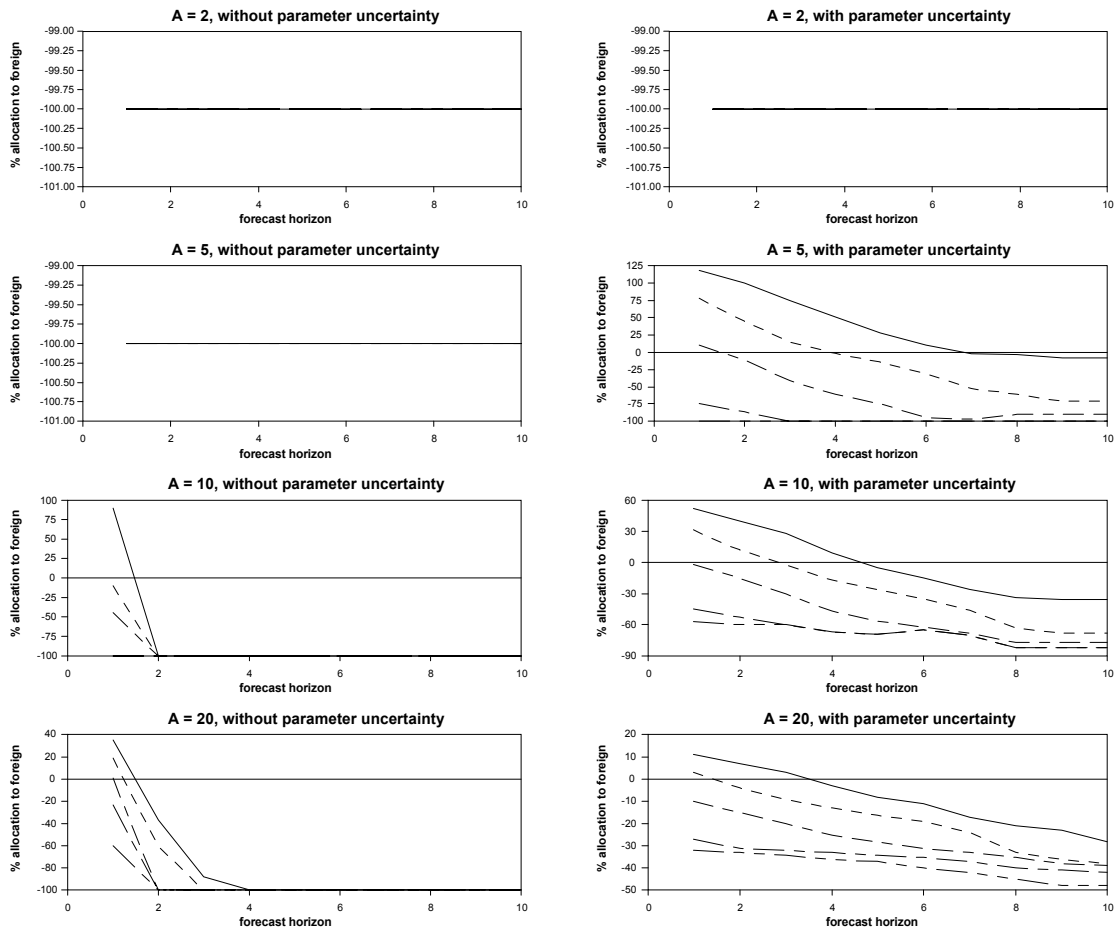 A = 2, without parameter uncertainty
% allocation to foreign
-99.00
-99.25
-99.50
-99.75
-100.00
-100.25
-100.50
-100.75
-101.00
0 2 4 6 8 10
forecast horizon
A = 2, with parameter uncertainty
% allocation to foreign
-99.00
-99.25
-99.50
-99.75
-100.00
-100.25
-100.50
-100.75
-101.00
0 2 4 6 8 10
forecast horizon
A = 5, without parameter uncertainty
% allocation to foreign
-99.00
-99.25
-99.50
-99.75
-100.00
-100.25
-100.50
-100.75
-101.00
0 2 4 6 8 10
forecast horizon
A = 5, with parameter uncertainty
% allocation to foreign
125
100
75
50
25
0
-25
-50
-75
-100
0 2 4 6 8 10
forecast horizon
A = 10, without parameter uncertainty
% allocation to foreign
100
75
50
25
0
-25
-50
-75
-100
0 2 4 6 8 10
forecast horizon
A = 10, with parameter uncertainty
% allocation to foreign
60
30
0
-30
-60
-90
0 2 4 6 8 10
forecast horizon
A = 20, without parameter uncertainty
% allocation to foreign
40
20
0
-20
-40
-60
-80
-100
0 2 4 6 8 10
forecast horizon
A = 20, with parameter uncertainty
% allocation to foreign
20
10
0
-10
-20
-30
-40
-50
0 2 4 6 8 10
forecast horizon